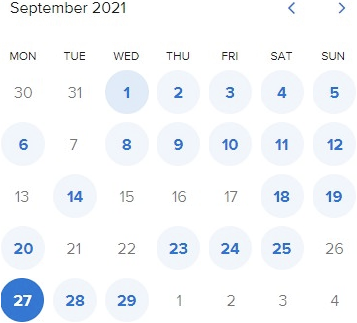 September 2021
MON TUE WED THU FRI SAT SUN
30 31 1 2 3 4 5
6 7 8 9 10 11 12
13 14 15 16 17 18 19
20 21 22 23 24 25 26
27 28 29 1 2 3 4